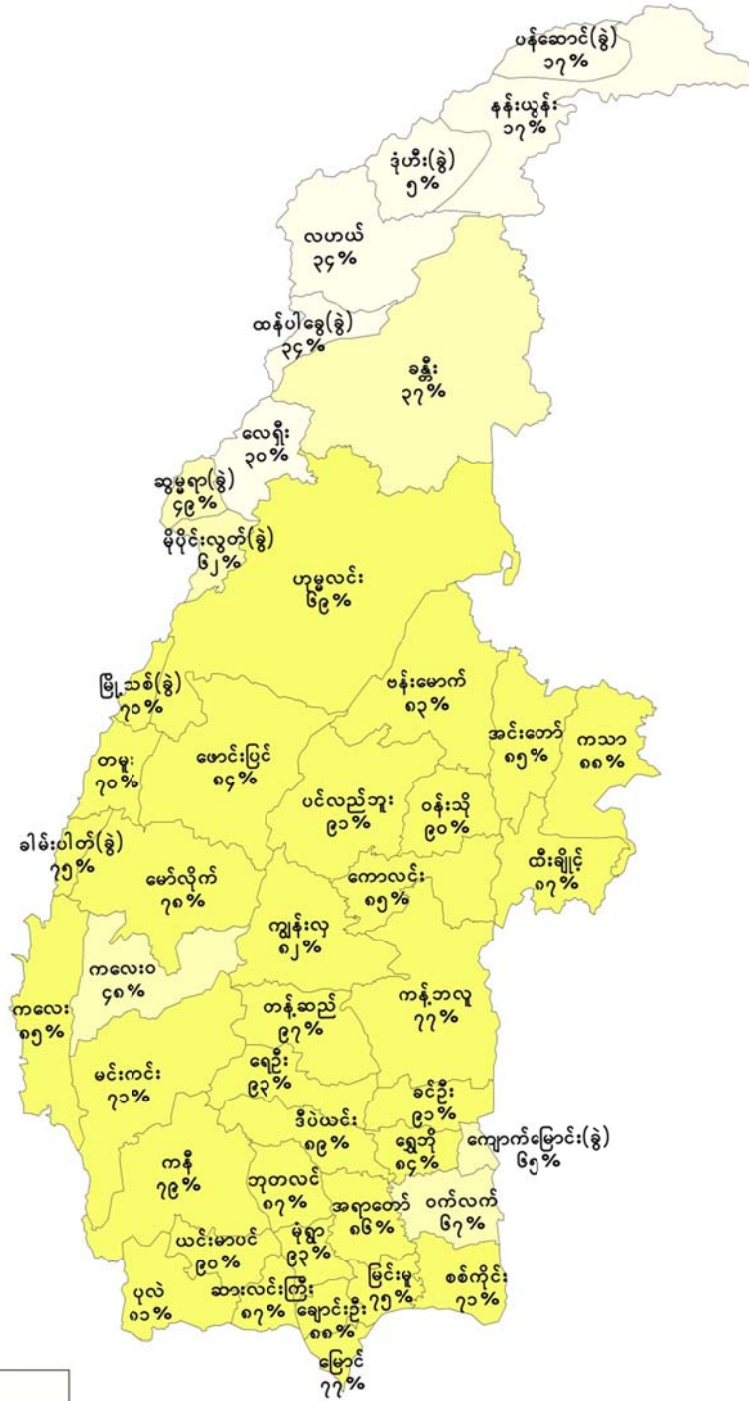 ပန်ဆောင်(ခွဲ)
၁၇%
နန်းယွန်း
၁၇%
ဒုံဟီး(ခွဲ)
၅%
လဟယ်
၃၄%
ထန်ပါခွေ(ခွဲ)
၃၄%
ခန္တီး
၃၇%
လေရှီး
၃၀%
ဆွမ္မရာ(ခွဲ)
၄၉%
မိုပိုင်းလွတ်(ခွဲ)
၆၂%
ဟုမ္မလင်း
၆၉%
ဗန်းမောက်
၈၃%
မြို့သစ်(ခွဲ)
၇၁%
အင်းတော်
၈၅%
ကသာ
၈၈%
တမူး
၇၀%
ဖောင်းပြင်
၈၄%
ပင်လည်ဘူး
၉၁%
ဝန်းသို
၉၀%
ခါမ်းပါတ်(ခွဲ)
၇၅%
မော်လိုက်
၇၈%
ကောလင်း
၈၅%
ထီးချိုင့်
၈၇%
ကျွန်းလှ
၈၂%
ကလေးဝ
၄၈%
ကလေး
၈၅%
တန့်ဆည်
၉၇%
ကန့်ဘလူ
၇၇%
မင်းကင်း
၇၁%
ရေဦး
၉၃%
ခင်ဦး
၉၁%
ဒီပဲယင်း
၈၉%
ရွှေဘို
၈၄%
ကျောက်မြောင်း(ခွဲ)
၆၅%
ကနီ
၇၉%
ဘုတလင်
၈၇%
အရာတော်
၈၆%
ဝက်လက်
၆၇%
ယင်းမာပင်
၉၀%
မုံရွာ
၉၃%
ပုလဲ
၈၁%
ဆားလင်းကြီး
၈၇%
ချောင်းဦး
၈၈%
မြင်းမူ
၇၅%
စစ်ကိုင်း
၇၁%
မြောင်
၇၇%